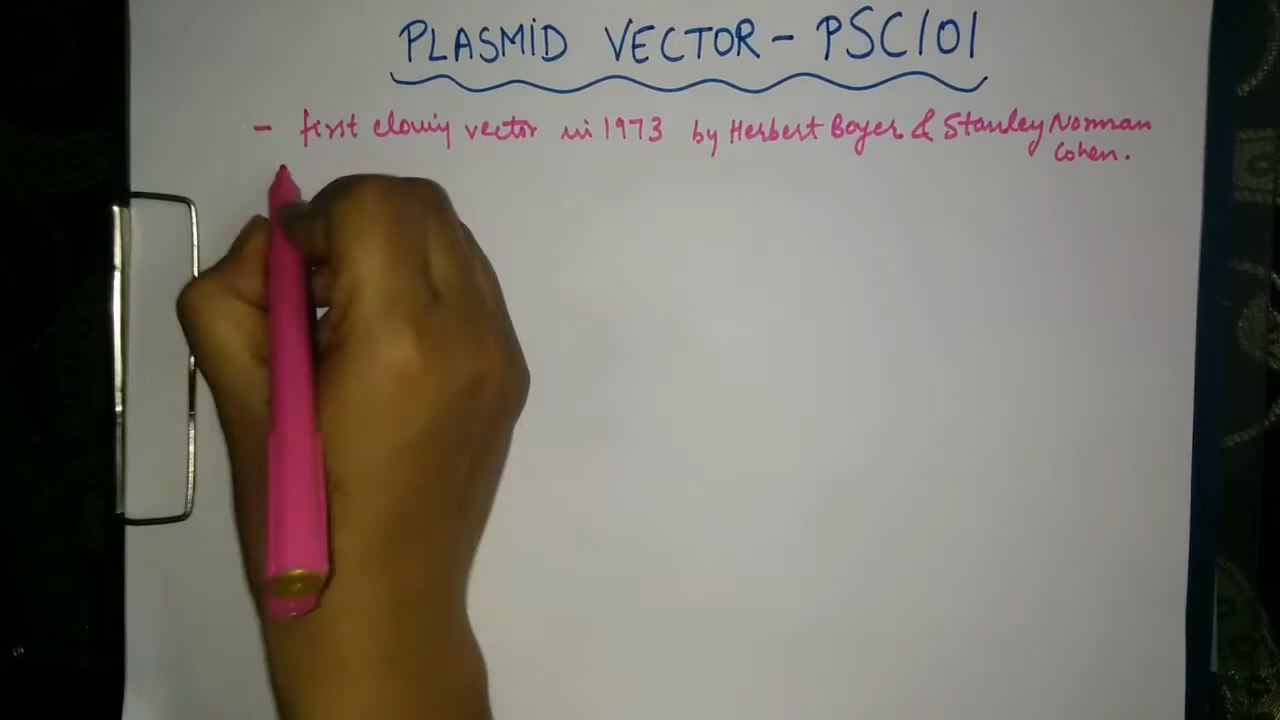 PLASMID VECTOR - PSC101
- first cloning vector in 1973 by Herbert Boyer & Stanley Norman
Cohen.